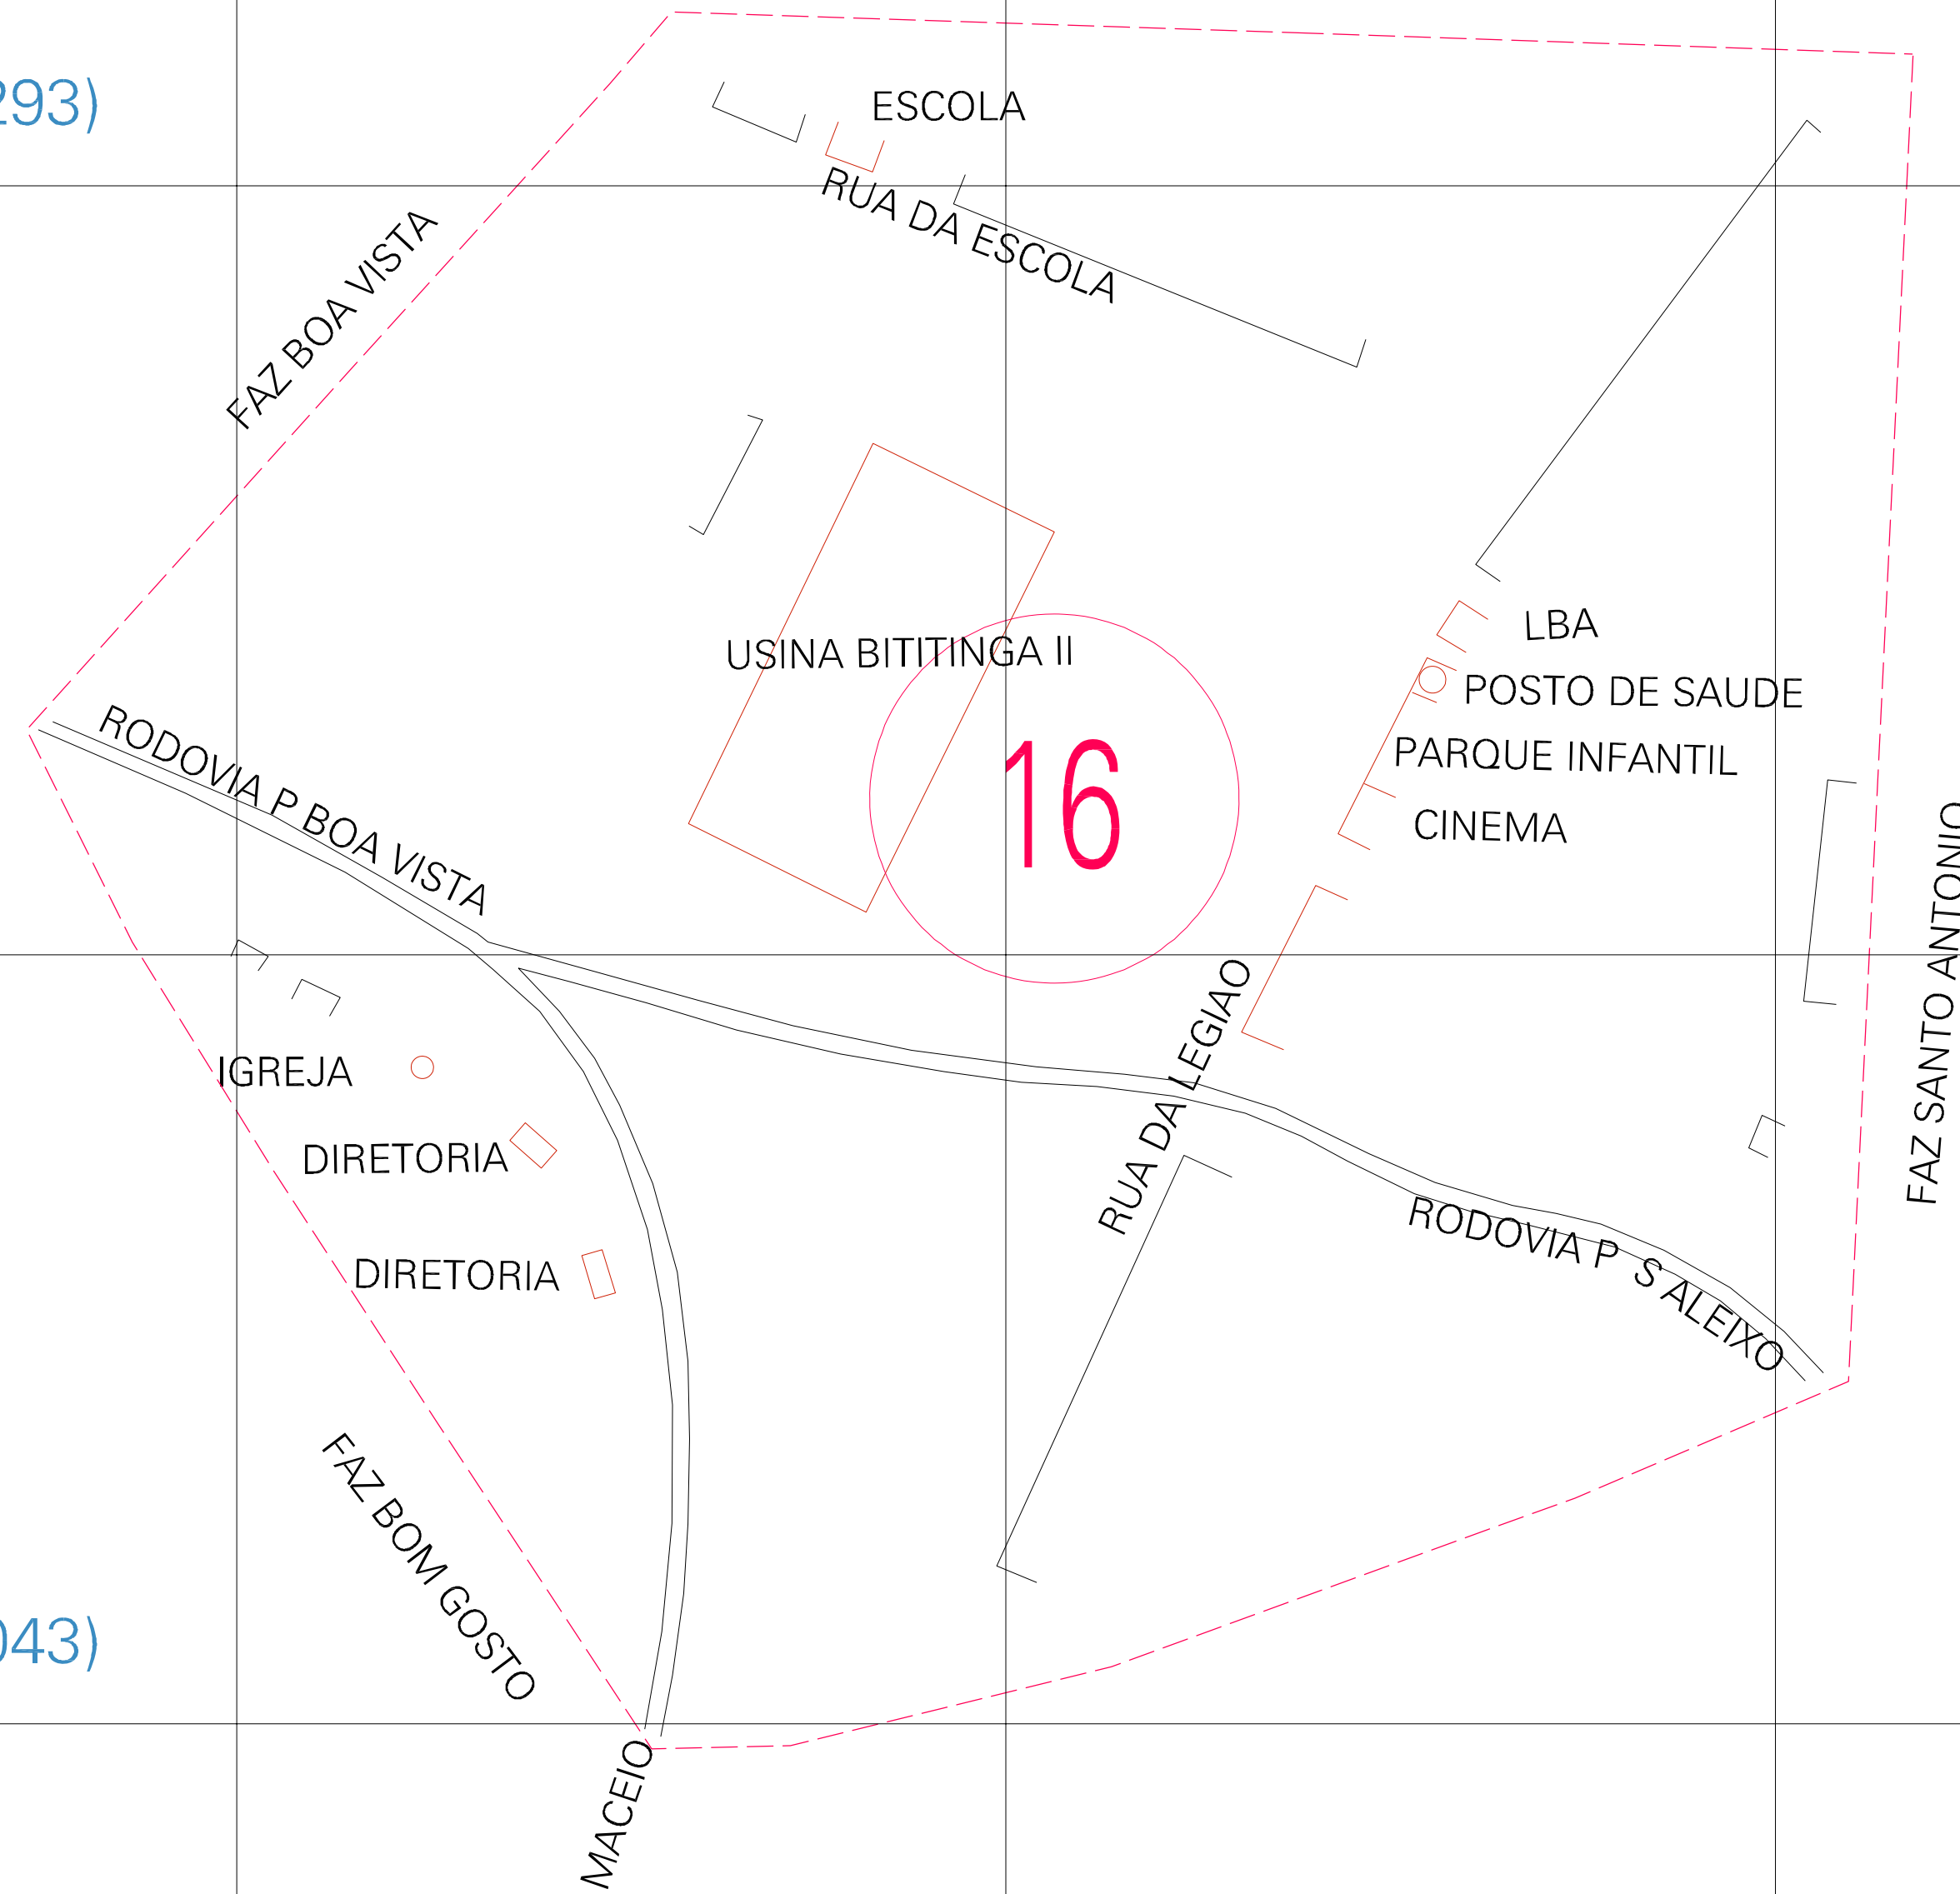 293)
ESCOLA
RUA DA ESCOLA
FAZ BOA VISTA
USINA BITITINGA II
LBA
POSTO DE SAUDE
PARQUE INFANTIL
CINEMA
16
RODOVIA P BOA VISTA
FAZ SANTO ANTONIO
RUA DA LEGIAO
IGREJA
DIRETORIA
DIRETORIA
RODOVIA P S ALEIXO
FAZ BOM GOSTO
043)
MACEIO